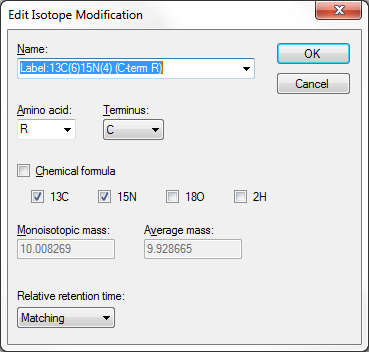 Edit Isotope Modification
Name:
Label:13C(6)15N(4) (C-term R)
OK
Cancel
Amino acid:
Terminus:
R
C
Chemical formula
13C
15N
18O
2H
Monoisotopic mass:
Average mass:
10.008269
9.928665
Relative retention time:
Matching